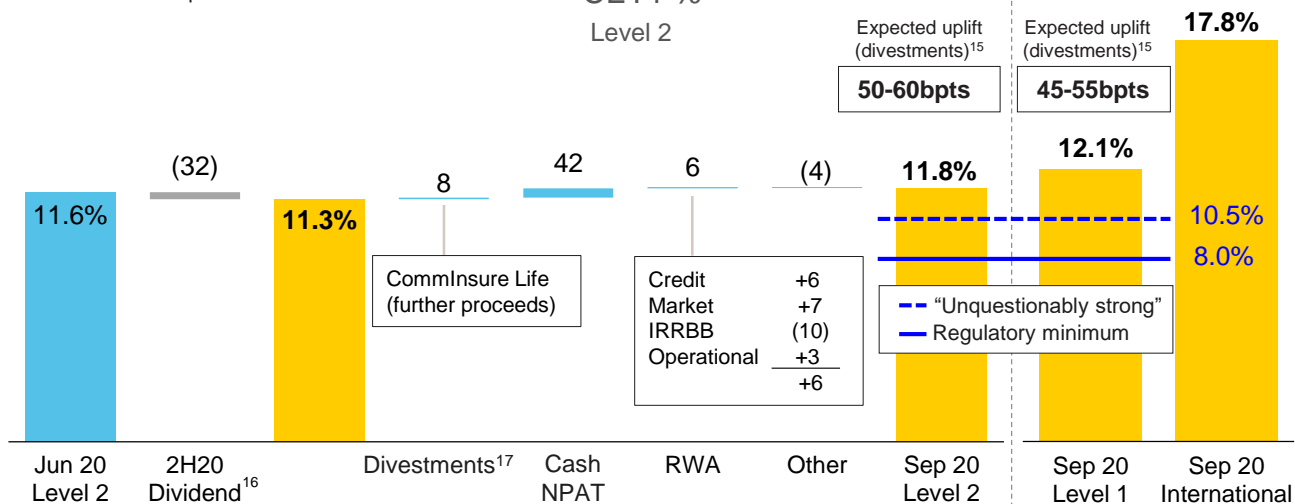 Level 2
Expected uplift
(divestments)15
50-60bpts
Expected uplift
(divestments)15
45-55bpts
17.8%
(32)
8
42
6
(4)
11.8%
12.1%
11.6%
11.3%
10.5%
8.0%
CommInsure Life
(further proceeds)
Credit +6
Market +7
IRRBB (10)
Operational +3
+6
“Unquestionably strong”
Regulatory minimum
Jun 20
Level 2
2H20
Dividend16
Divestments17
Cash
NPAT
RWA
Other
Sep 20
Level 2
Sep 20
Level 1
Sep 20
International